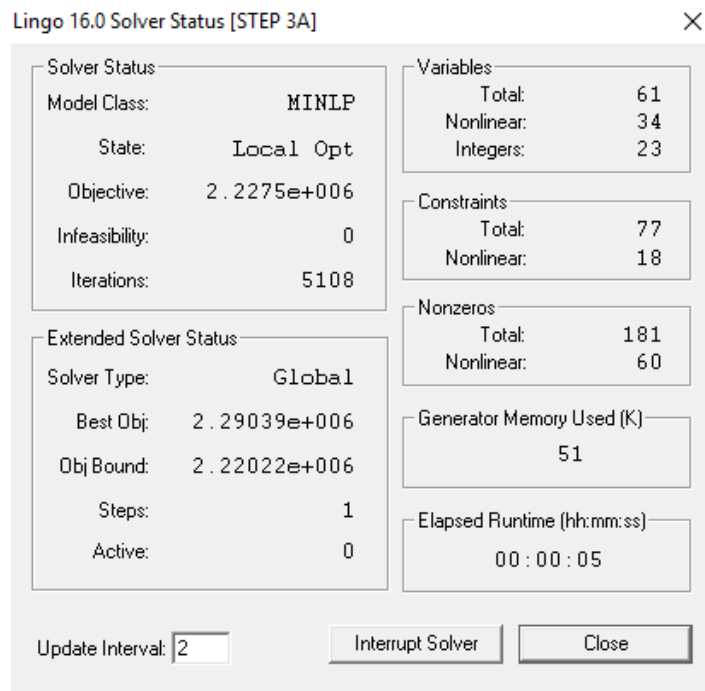 Lingo 16.0 Solver Status [STEP 3A]
Solver Status
Model Class: MINLP
State: Local Opt
Objective: 2.2275e+006
Infeasibility: 0
Iterations: 5108
Extended Solver Status
Solver Type: Global
Best Obj: 2.29039e+006
Obj Bound: 2.22022e+006
Steps: 1
Active: 0
Variables
Total: 61
Nonlinear: 34
Integers: 23
Constraints
Total: 77
Nonlinear: 18
Nonzeros
Total: 181
Nonlinear: 60
Generator Memory Used (K)
51
Elapsed Runtime (hh:mm:ss)
00:00:05
Update Interval: 2 Interrupt Solver Close